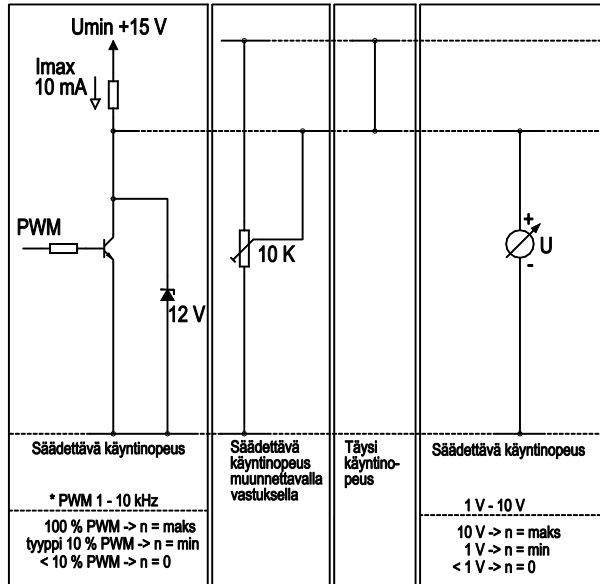 Umin +15 V
Imax
10 mA
PWM
12 V
10 K
+
U
-
Säädettävä käyntinopeus
* PWM 1 - 10 kHz
100 % PWM -> n = maks
tyyppi 10 % PWM -> n = min
< 10 % PWM -> n = 0
Säädettävä
käyntinopeus
muunnettavalla
vastuksella
Täysi
käyntino-
peus
Säädettävä käyntinopeus
1 V - 10 V
10 V -> n = maks
1 V -> n = min
< 1 V -> n = 0